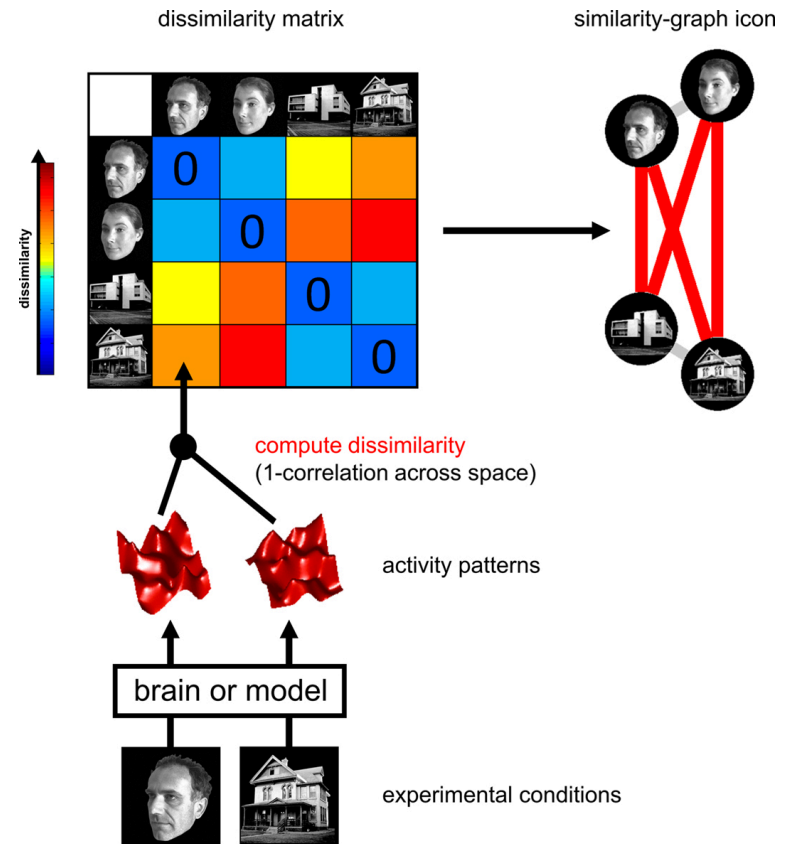 dissimilarity matrix
similarity-graph icon
0
0
0
0
dissimilarity
compute dissimilarity
(1-correlation across space)
activity patterns
brain or model
experimental conditions